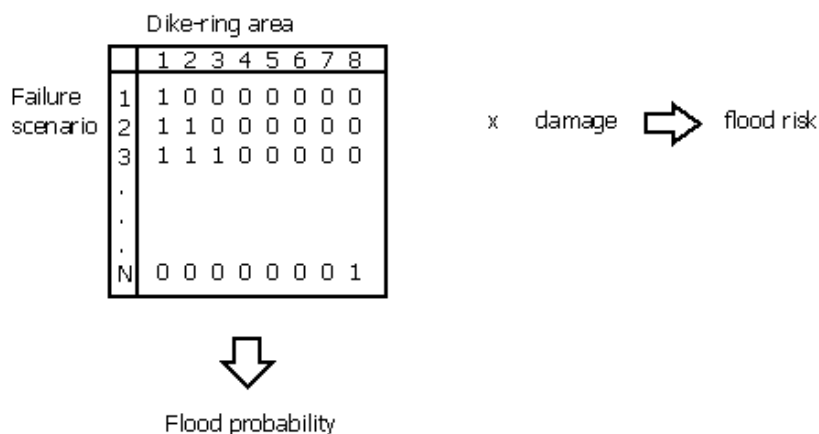 Dike-ring area
1 2 3 4 5 6 7 8
Failure scenario
1 1 0 0 0 0 0 0 0
2 1 1 0 0 0 0 0 0
3 1 1 1 0 0 0 0 0
.
.
.
N 0 0 0 0 0 0 0 1
x damage flood risk
Flood probability